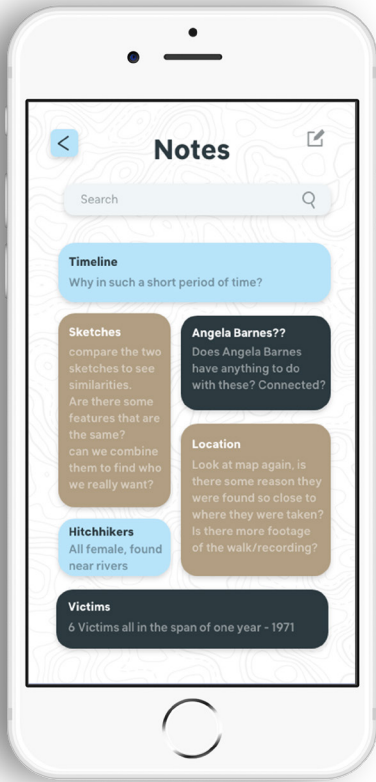 Notes
Search
Timeline
Why in such a short period of time?
Sketches
compare the two
sketches to see
similarities.
Are there some
features that are
the same?
can we combine
them to find who
we really want?
Angela Barnes??
Does Angela Barnes
have anything to do
with these? Connected?
Location
Look at map again, is
there some reason they
were found so close to
where they were taken?
Is there more footage
of the walk/recording?
Hitchhikers
All female, found
near rivers
Victims
6 Victims all in the span of one year - 1971